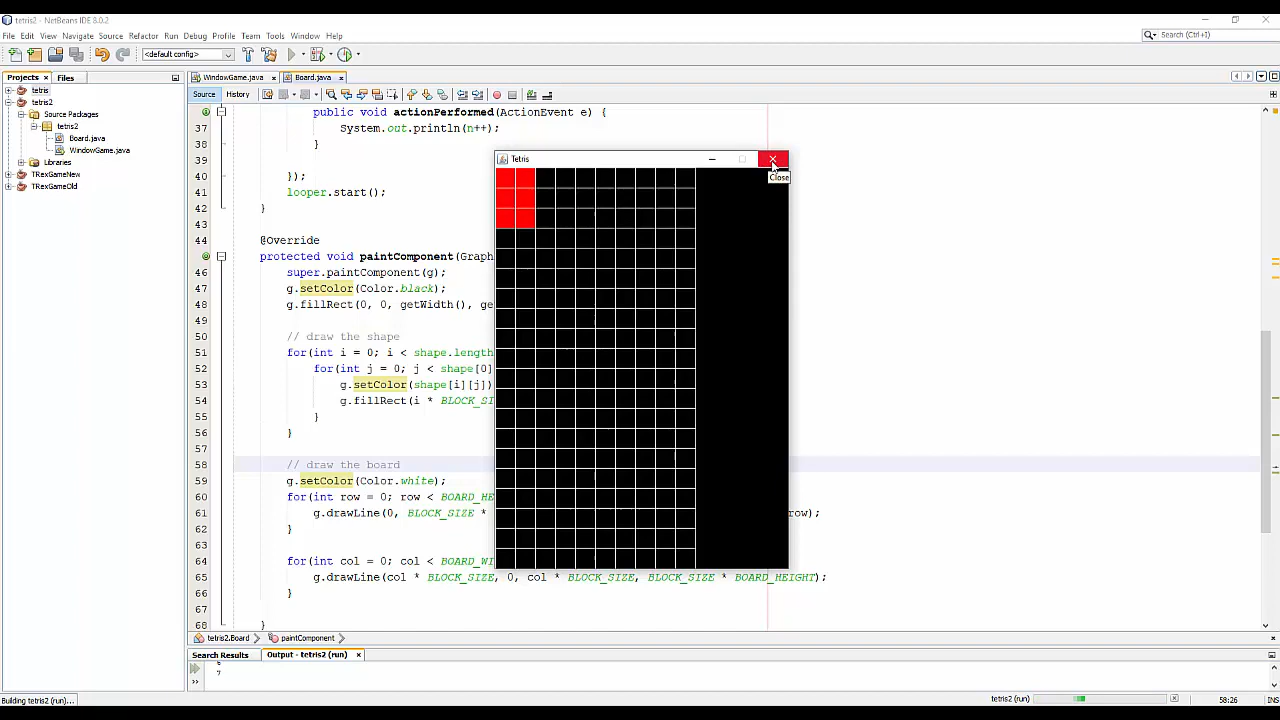 tetris2 - NetBeans IDE 8.0.2
File Edit View Navigate Source Refactor Run Debug Profile Team Tools Window Help
Search (Ctrl+I)
<default config>
Projects × Files
WindowGame.java × Board.java ×
Source History
tetris
tetris2
Source Packages
tetris2
Board.java
WindowGame.java
Libraries
TRexGameNew
TRexGameOld
public void actionPerformed(ActionEvent e) {
37 System.out.println(n++);
38 }
39
40 });
41 looper.start();
42 }
43
44 @Override
protected void paintComponent(Graph
46 super.paintComponent(g);
47 g.setColor(Color.black);
48 g.fillRect(0, 0, getWidth(), ge
49
50 // draw the shape
51 for(int i = 0; i < shape.length
52 for(int j = 0; j < shape[0]
53 g.setColor(shape[i][j])
54 g.fillRect(i * BLOCK_SI
55 }
56 }
57
58 // draw the board
59 g.setColor(Color.white);
60 for(int row = 0; row < BOARD_HE
61 g.drawLine(0, BLOCK_SIZE * row);
62 }
63
64 for(int col = 0; col < BOARD_WI
65 g.drawLine(col * BLOCK_SIZE, 0, col * BLOCK_SIZE, BLOCK_SIZE * BOARD_HEIGHT);
66 }
67
68 }
Tetris
Close
tetris2.Board paintComponent
Search Results Output - tetris2 (run) ×
7
Building tetris2 (run)...
tetris2 (run)
58:26 INS